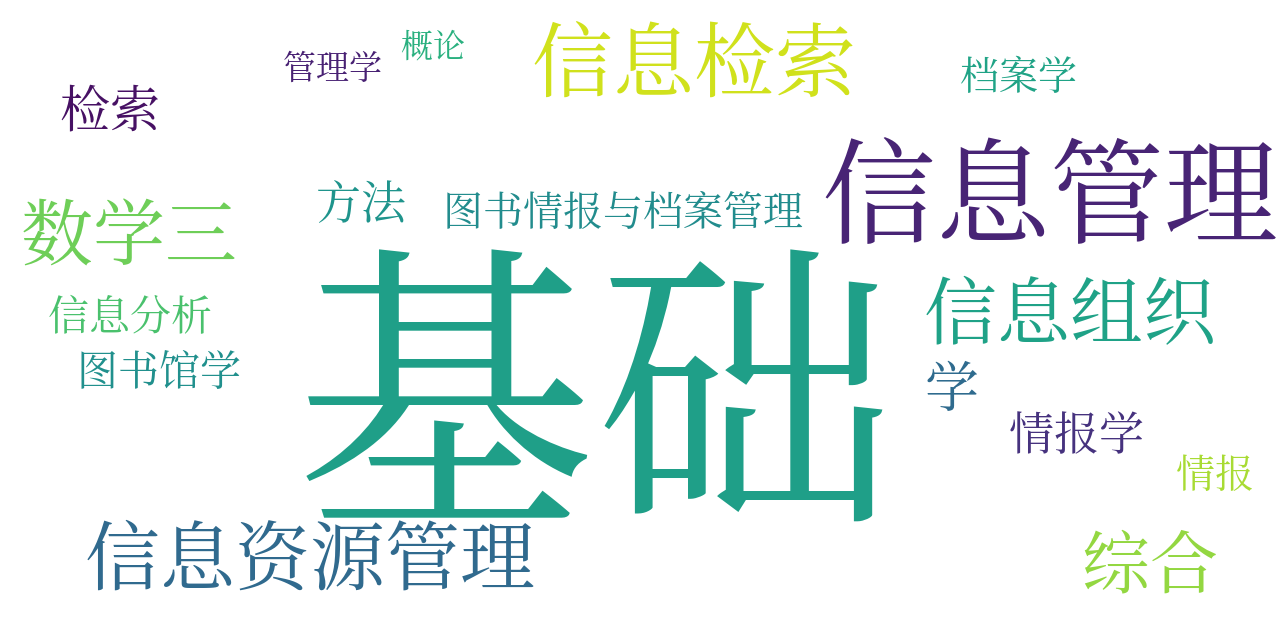 概论
信息检索
管理学
档案学
检索
信息管理
方法
图书情报与档案管理
数学三
基础
信息组织
信息分析
图书馆学
学
情报学
情报
信息资源管理
综合